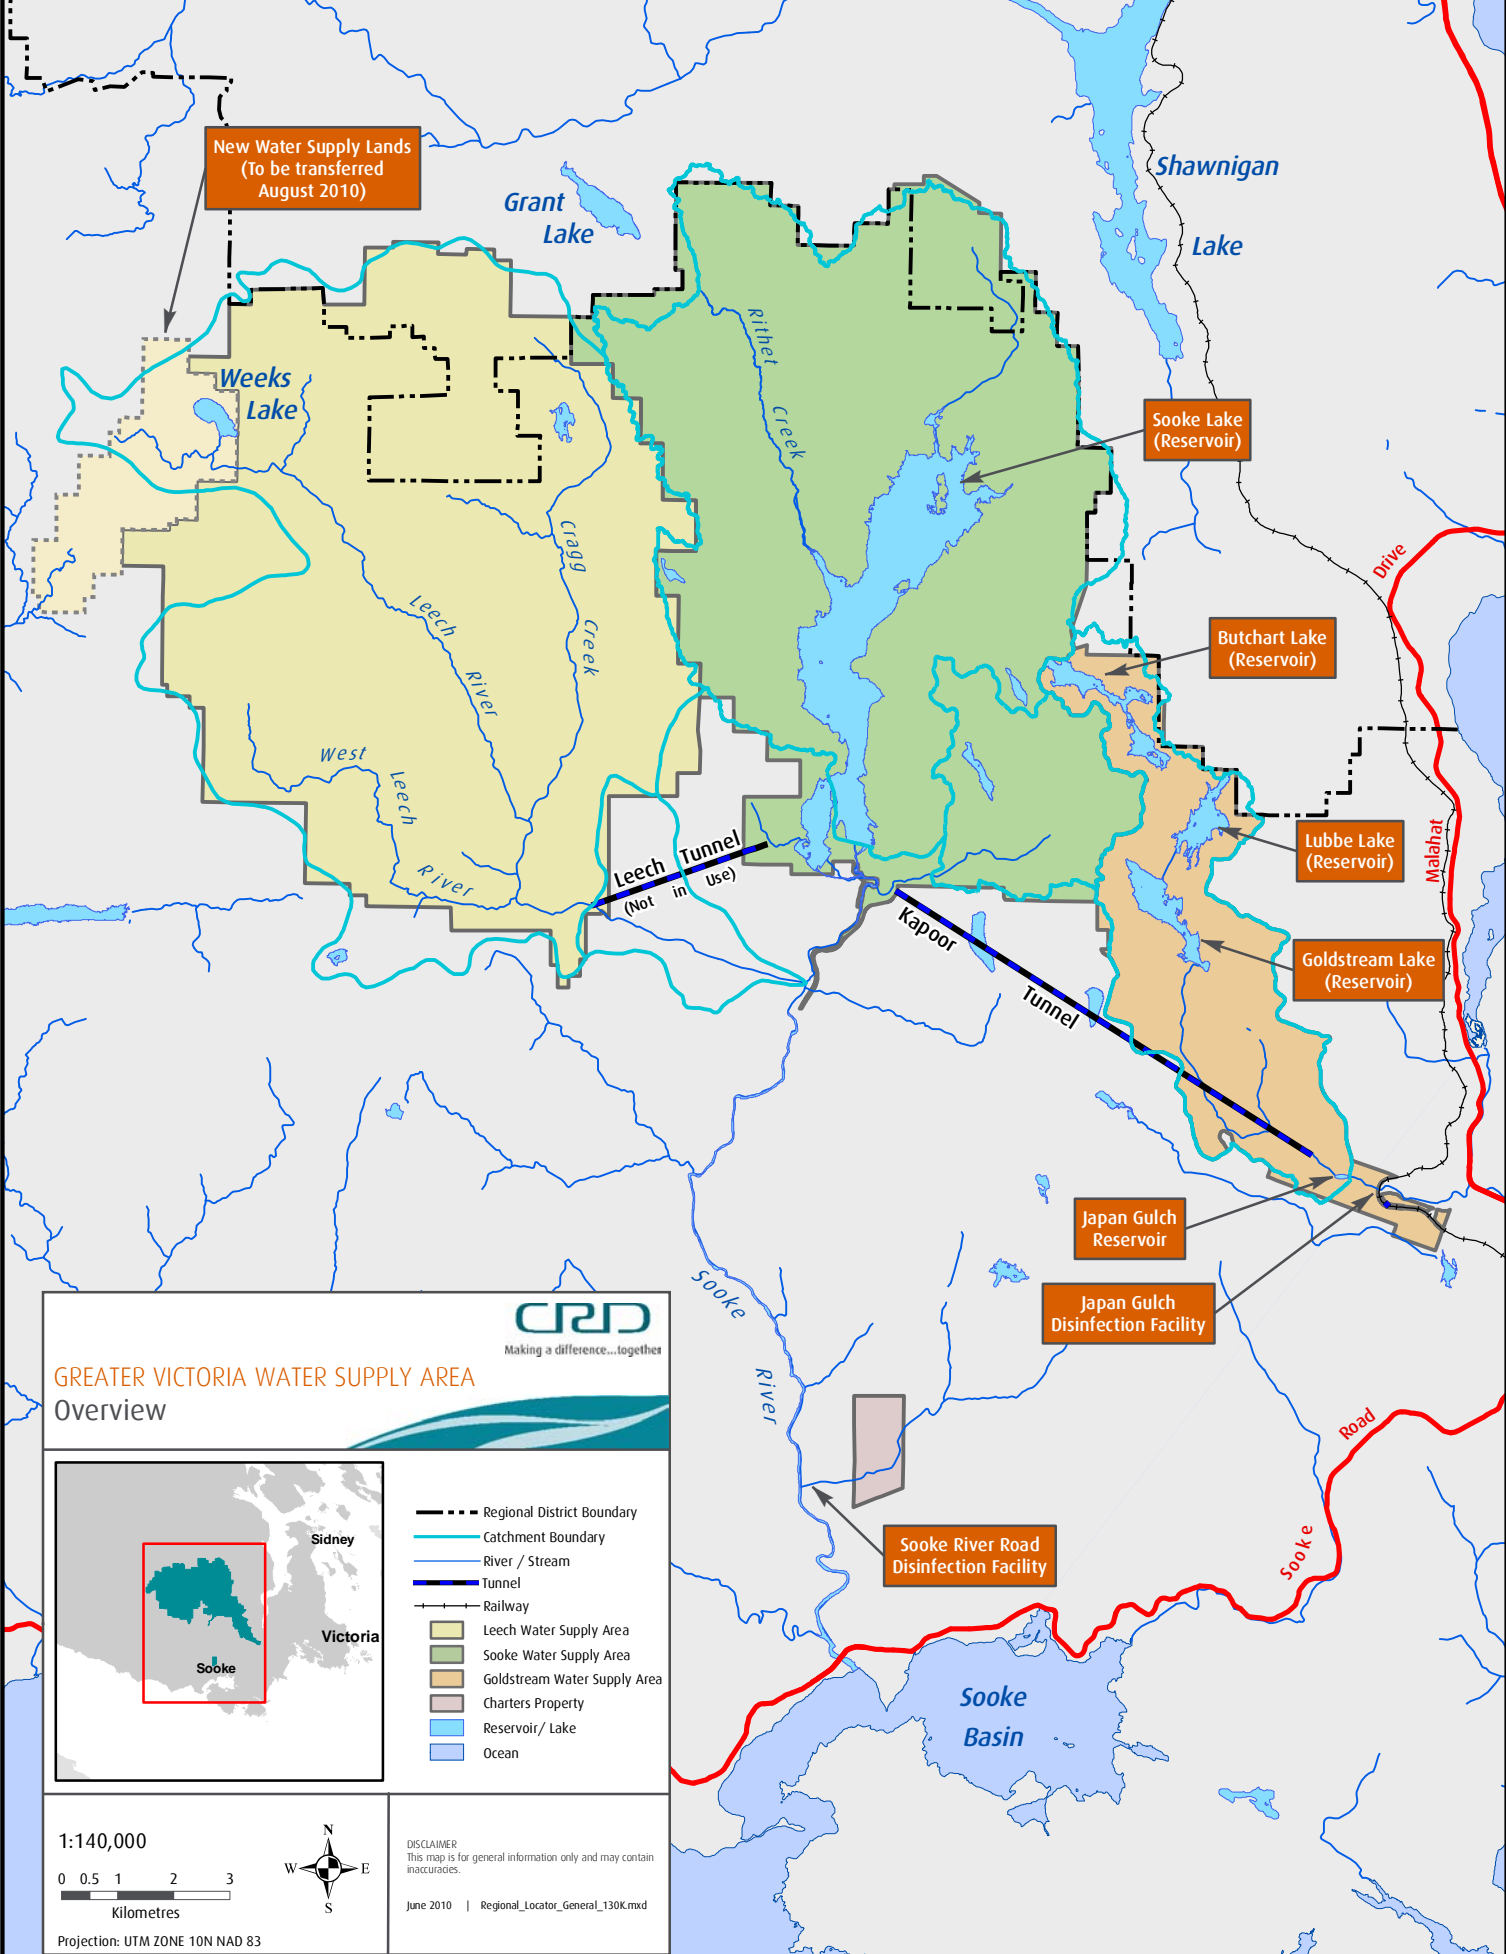 New Water Supply Lands
(To be transferred
August 2010)
Grant
Lake
Shawnigan
Lake
Weeks
Lake
Rithet
Creek
Sooke Lake
(Reservoir)
Cragg
Creek
Leech
River
Drive
Butchart Lake
(Reservoir)
West
Leech
River
Leech Tunnel
(Not in Use)
Lubbe Lake
(Reservoir)
Malahat
Kapoor
Tunnel
Goldstream Lake
(Reservoir)
Japan Gulch
Reservoir
Japan Gulch
Disinfection Facility
Sooke
River
Road
Sooke
Sooke River Road
Disinfection Facility
Sooke
Basin
CRD
Making a difference...together
GREATER VICTORIA WATER SUPPLY AREA
Overview
Sidney
Victoria
Sooke
Regional District Boundary
Catchment Boundary
River / Stream
Tunnel
Railway
Leech Water Supply Area
Sooke Water Supply Area
Goldstream Water Supply Area
Charters Property
Reservoir/ Lake
Ocean
1:140,000
0 0.5 1 2 3
Kilometres
Projection: UTM ZONE 10N NAD 83
N
W E
S
DISCLAIMER
This map is for general information only and may contain
inaccuracies.
June 2010 | Regional_Locator_General_130K.mxd